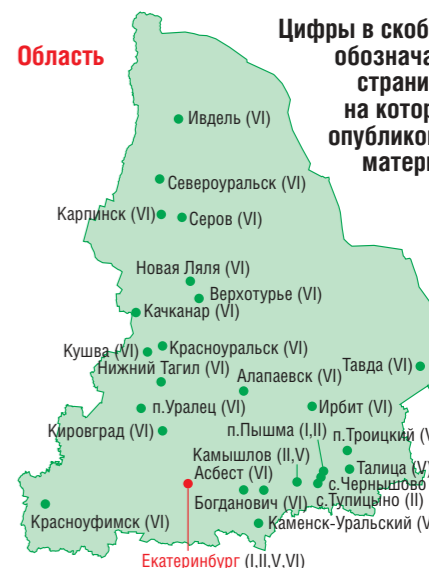 Область
Цифры в скоб
обозначa
страни
на котор
опубликов
матери
Ивдель (VI)
Североуральск (VI)
Карпинск (VI)
Серов (VI)
Новая Ляля (VI)
Верхотурье (VI)
Качканар (VI)
Кушва (VI)
Красноуральск (VI)
Нижний Тагил (VI)
Тавда (VI)
Алапаевск (VI)
п.Уралец (VI)
Ирбит (VI)
Кировград (VI)
п.Пышма (I,II)
п.Троицкий (V
Камышлов (II,V)
Талица (V)
Асбест (VI)
с.Чернышово
Богданович (VI)
с.Тупицыно (II)
Красноуфимск (VI)
Каменск-Уральский (V
Екатеринбург (I,II,V,VI)